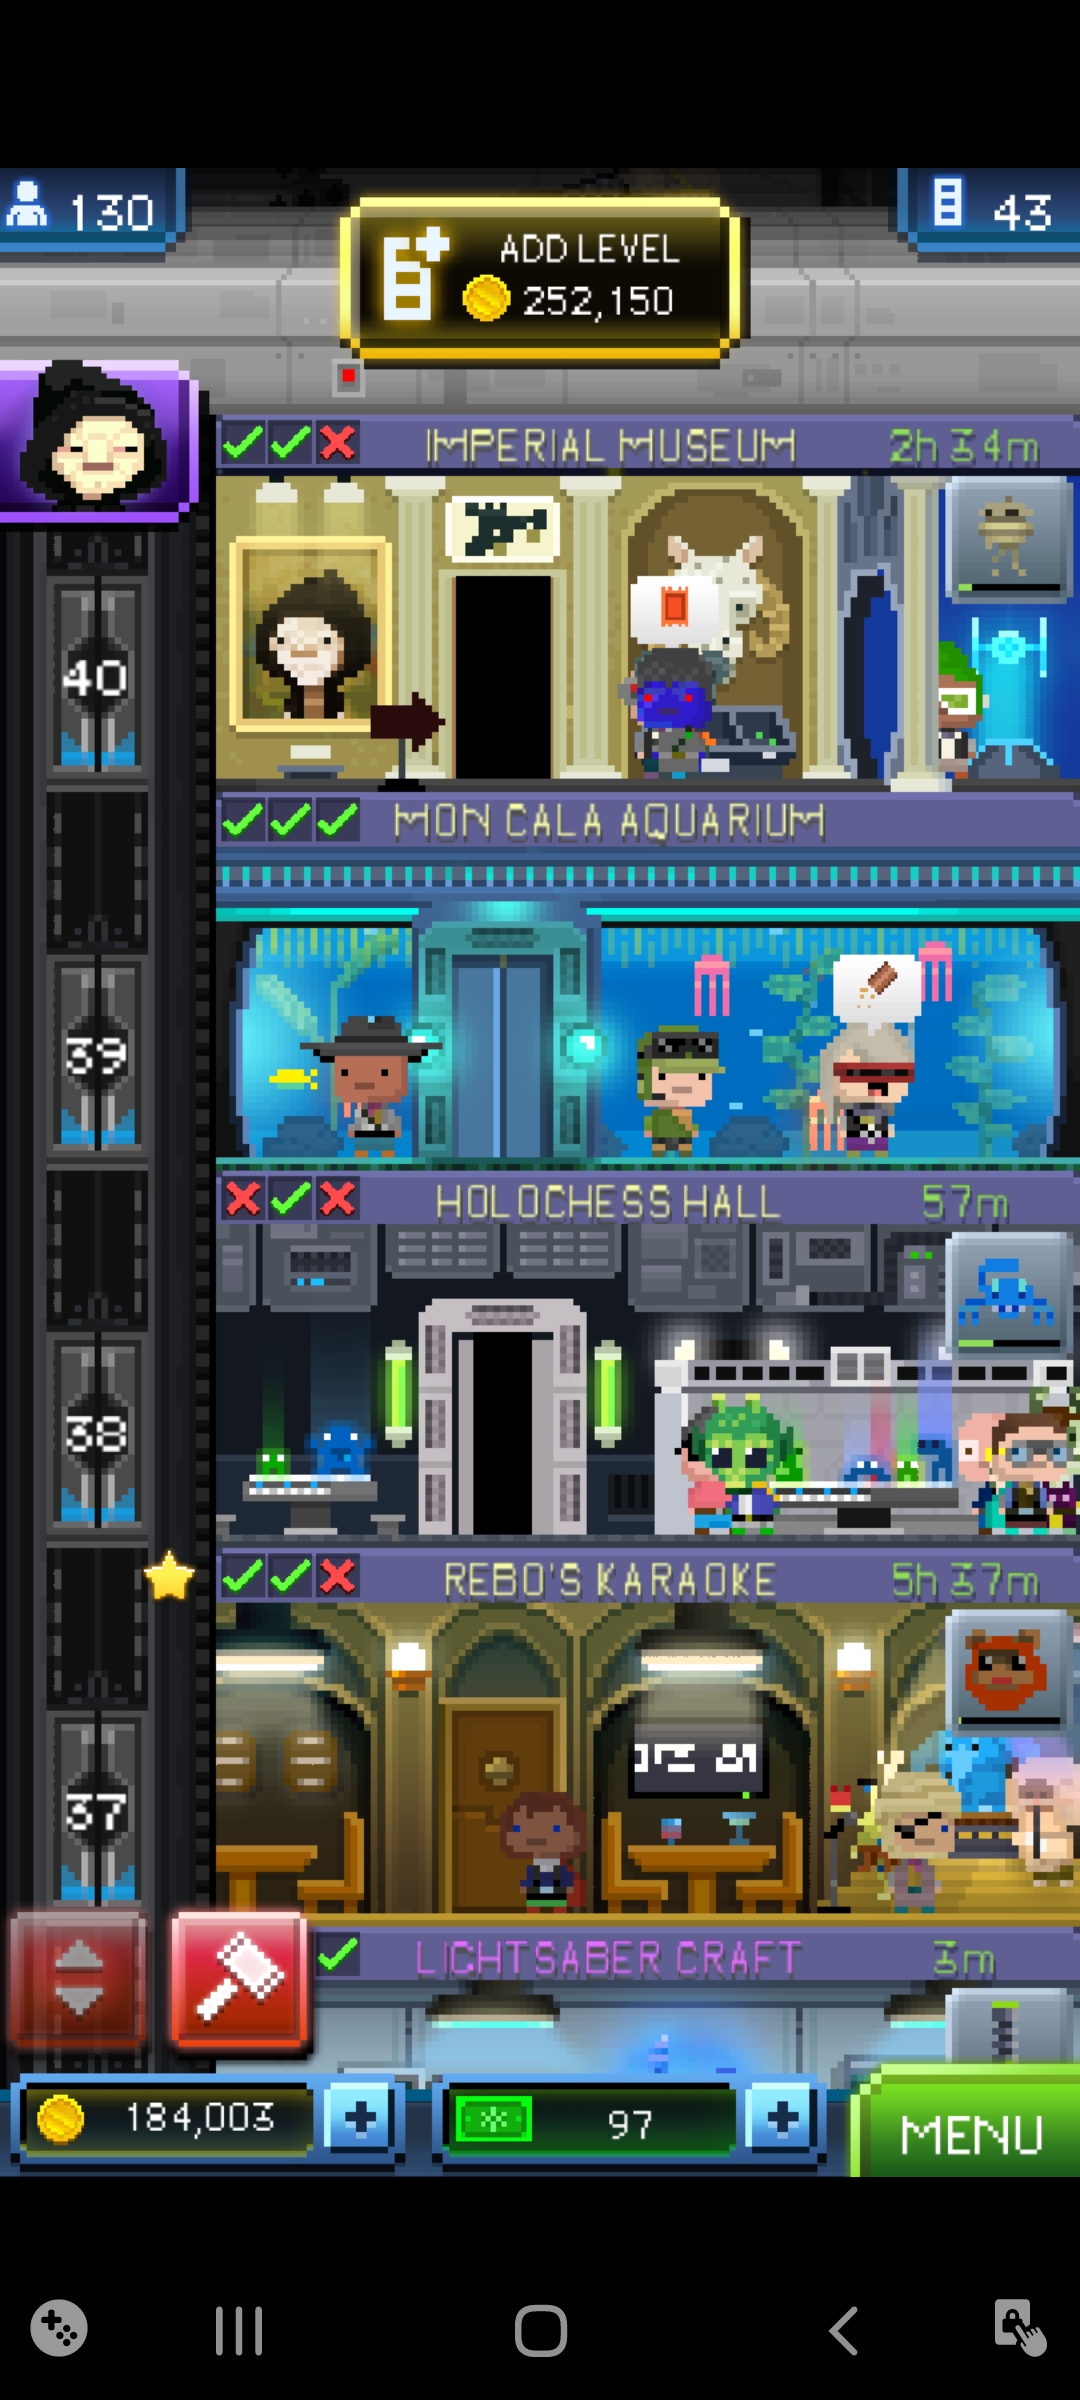 130
ADD LEVEL
252,150
43
IMPERIAL MUSEUM 2h 34m
40
MON CALA AQUARIUM
39
HOLOCHESS HALL 57m
38
REBO'S KARAOKE 5h 37m
37
LIGHTSABER CRAFT 3m
184,003
97
MENU